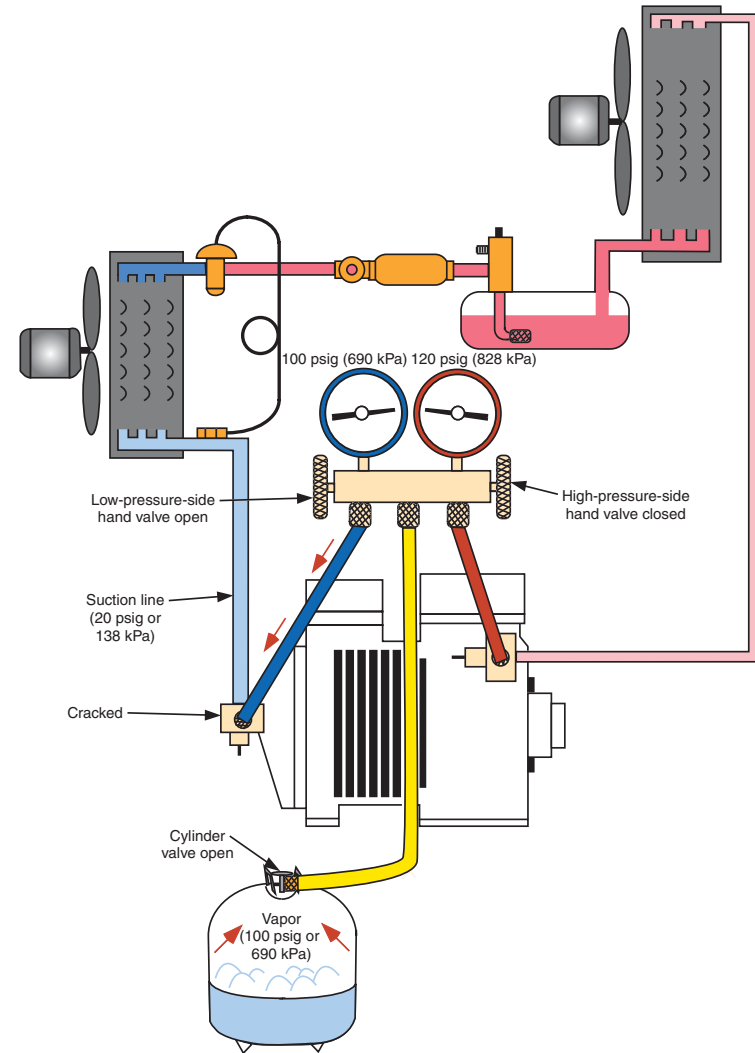 100 psig (690 kPa)
120 psig (828 kPa)
Low-pressure-side
hand valve open
High-pressure-side
hand valve closed
Suction line
(20 psig or
138 kPa)
Cracked
Cylinder
valve open
Vapor
(100 psig or
690 kPa)